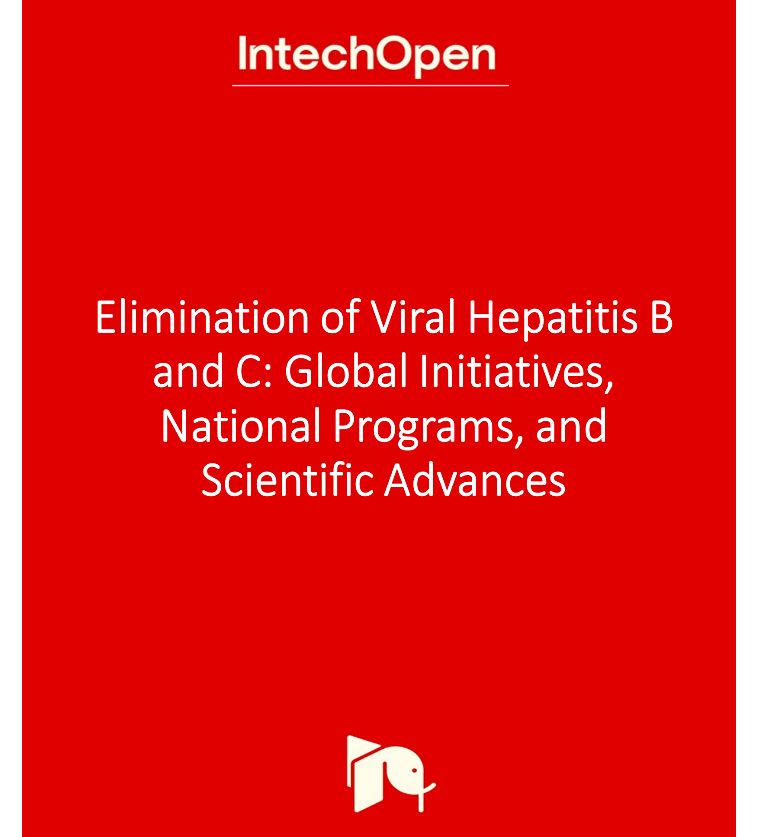 IntechOpen
Elimination of Viral Hepatitis B
and C: Global Initiatives,
National Programs, and
Scientific Advances